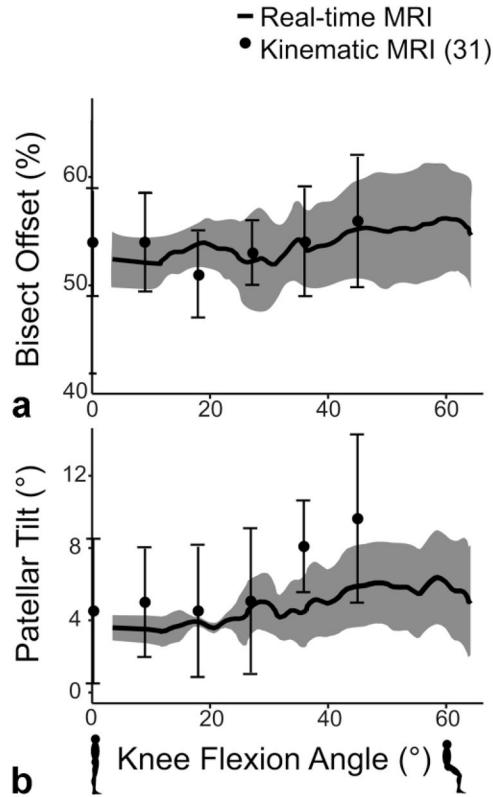 Real-time MRI
Kinematic MRI (31)
Bisect Offset (%)
60
50
40
a
0 20 40 60
Patellar Tilt (°)
12
8
4
0
0 20 40 60
b
Knee Flexion Angle (°)